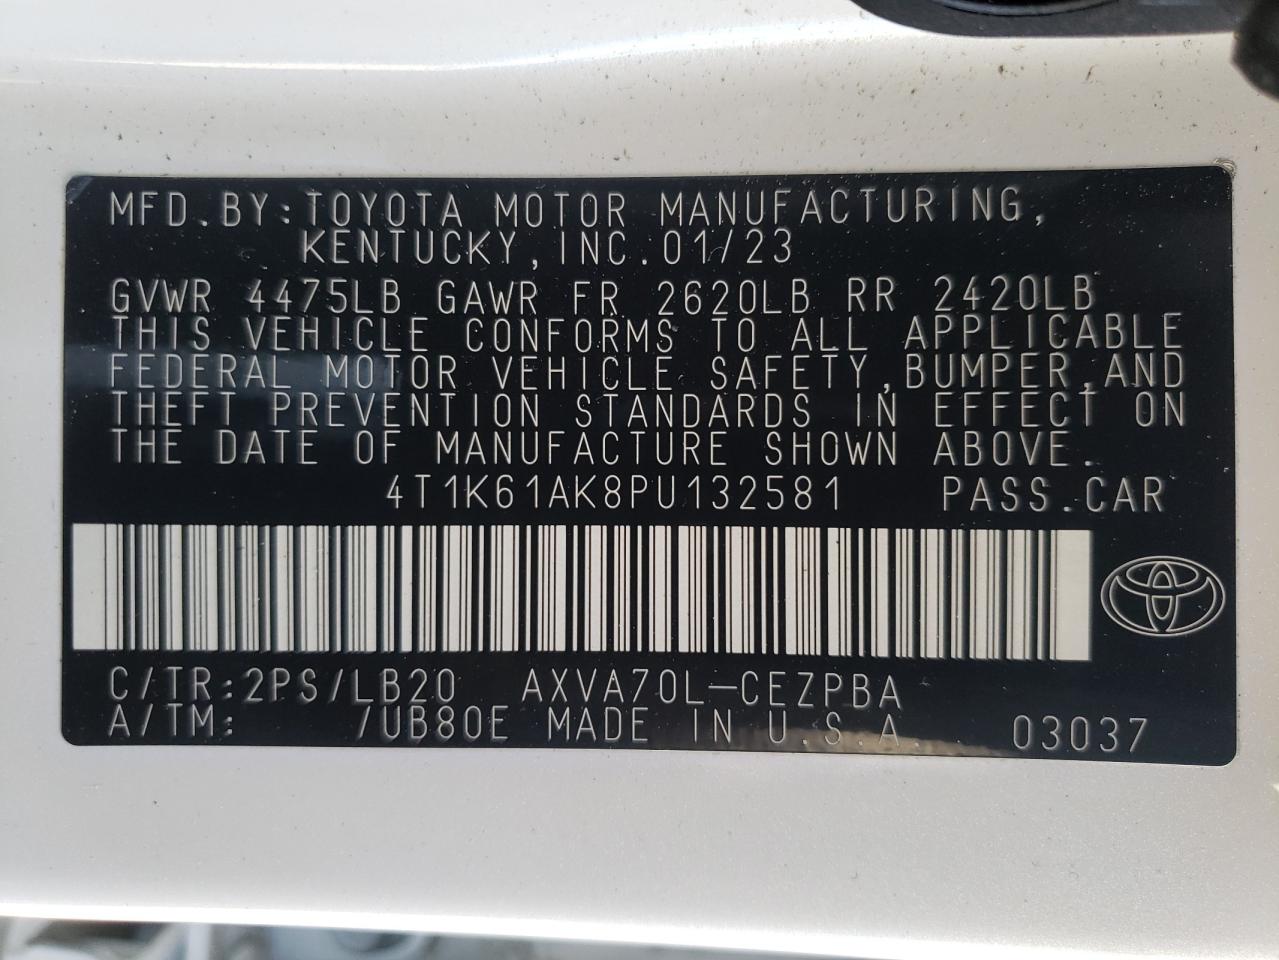 MFD.BY:TOYOTA MOTOR MANUFACTURING,
KENTUCKY,INC.01/23
GVWR 4475LB GAWR FR 2620LB RR 2420LB
THIS VEHICLE CONFORMS TO ALL APPLICABLE
FEDERAL MOTOR VEHICLE SAFETY,BUMPER,AND
THEFT PREVENTION STANDARDS IN EFFECT ON
THE DATE OF MANUFACTURE SHOWN ABOVE.
4T1K61AK8PU132581 PASS.CAR
C/TR:2PS/LB20 AXVA70L-CEZPBA
A/TM: /UB80E MADE IN U.S.A. 03037